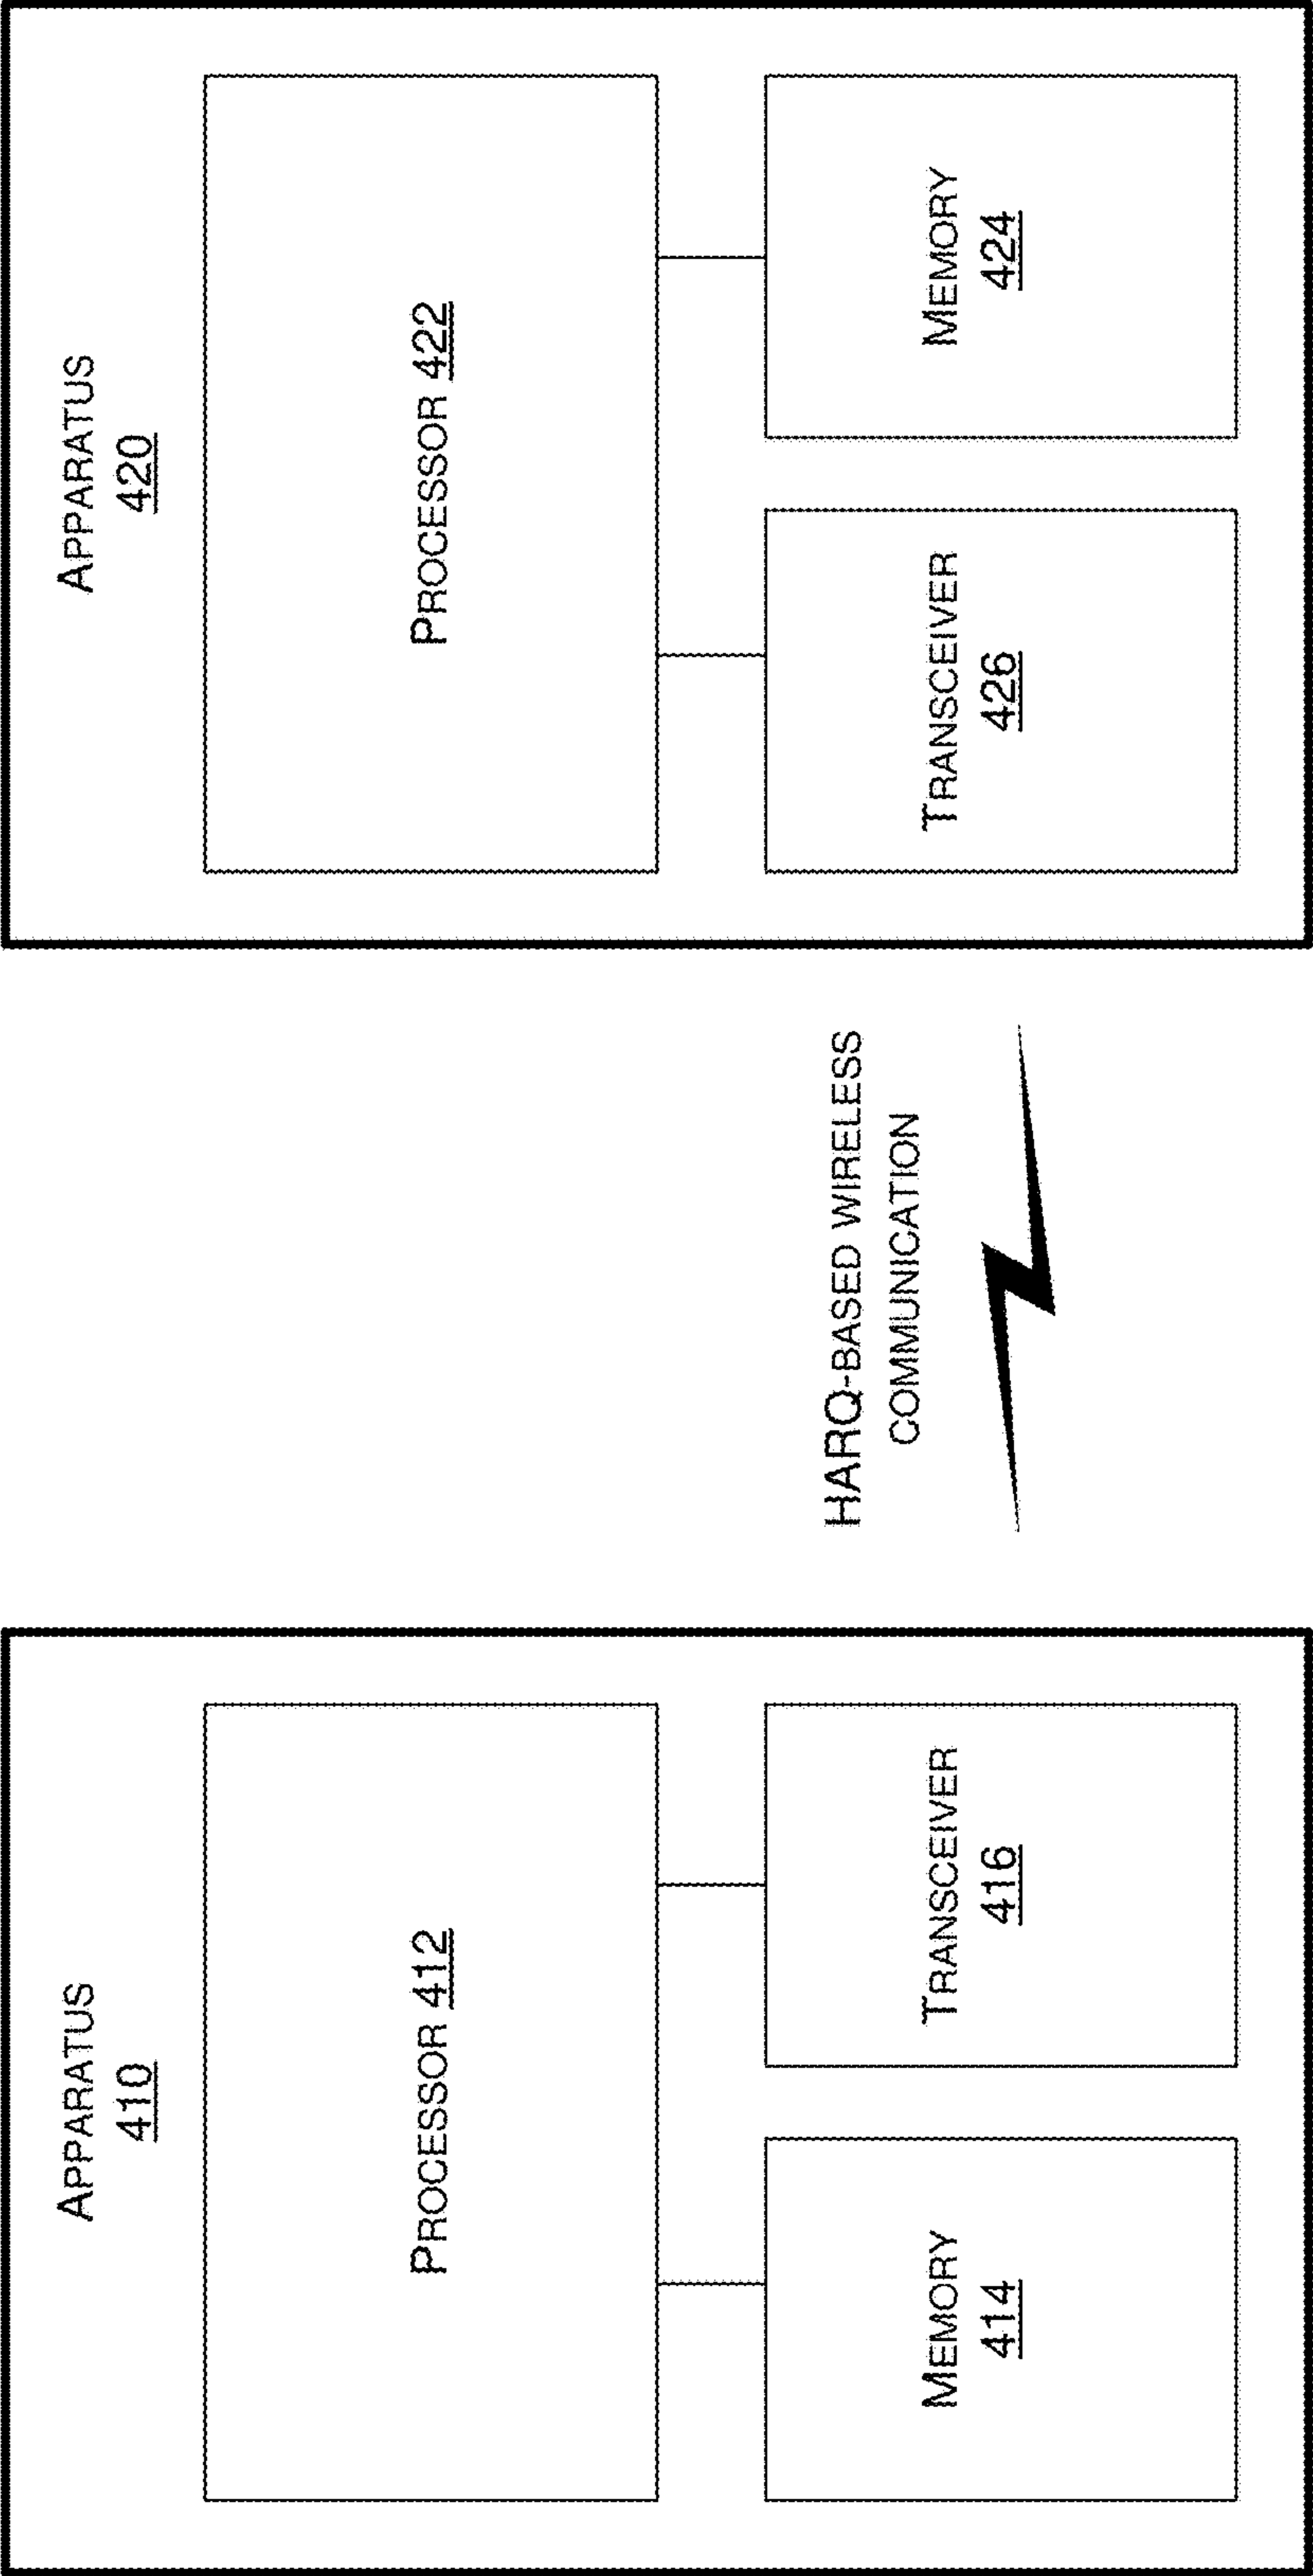 APPARATUS
410
PROCESSOR 412
MEMORY
414
TRANSCEIVER
416
HARQ-BASED WIRELESS
COMMUNICATION
APPARATUS
420
PROCESSOR 422
TRANSCEIVER
426
MEMORY
424